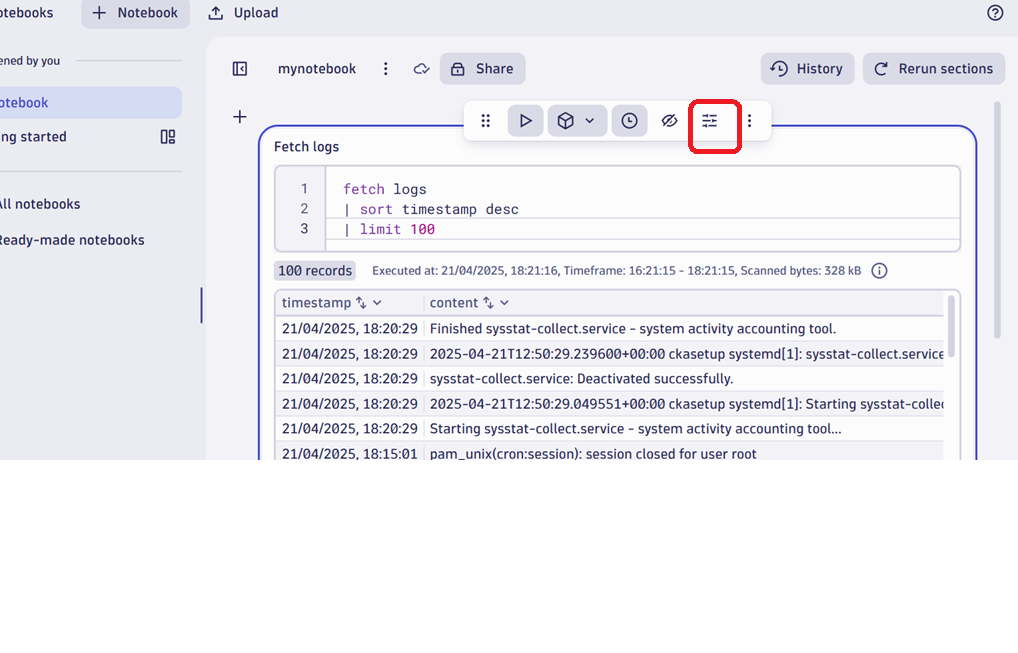 otebooks
Notebook
Upload
ened by you
otebook
ng started
All notebooks
Ready-made notebooks
mynotebook
Share
History
Rerun sections
Fetch logs
1 fetch logs
2 | sort timestamp desc
3 | limit 100
100 records Executed at: 21/04/2025, 18:21:16, Timeframe: 16:21:15 - 18:21:15, Scanned bytes: 328 kB
timestamp content
21/04/2025, 18:20:29 Finished sysstat-collect.service - system activity accounting tool.
21/04/2025, 18:20:29 2025-04-21T12:50:29.239600+00:00 ckasetup systemd[1]: sysstat-collect.service
21/04/2025, 18:20:29 sysstat-collect.service: Deactivated successfully.
21/04/2025, 18:20:29 2025-04-21T12:50:29.049551+00:00 ckasetup systemd[1]: Starting sysstat-collec
21/04/2025, 18:20:29 Starting sysstat-collect.service - system activity accounting tool...
21/04/2025, 18:15:01 pam_unix(cron:session): session closed for user root